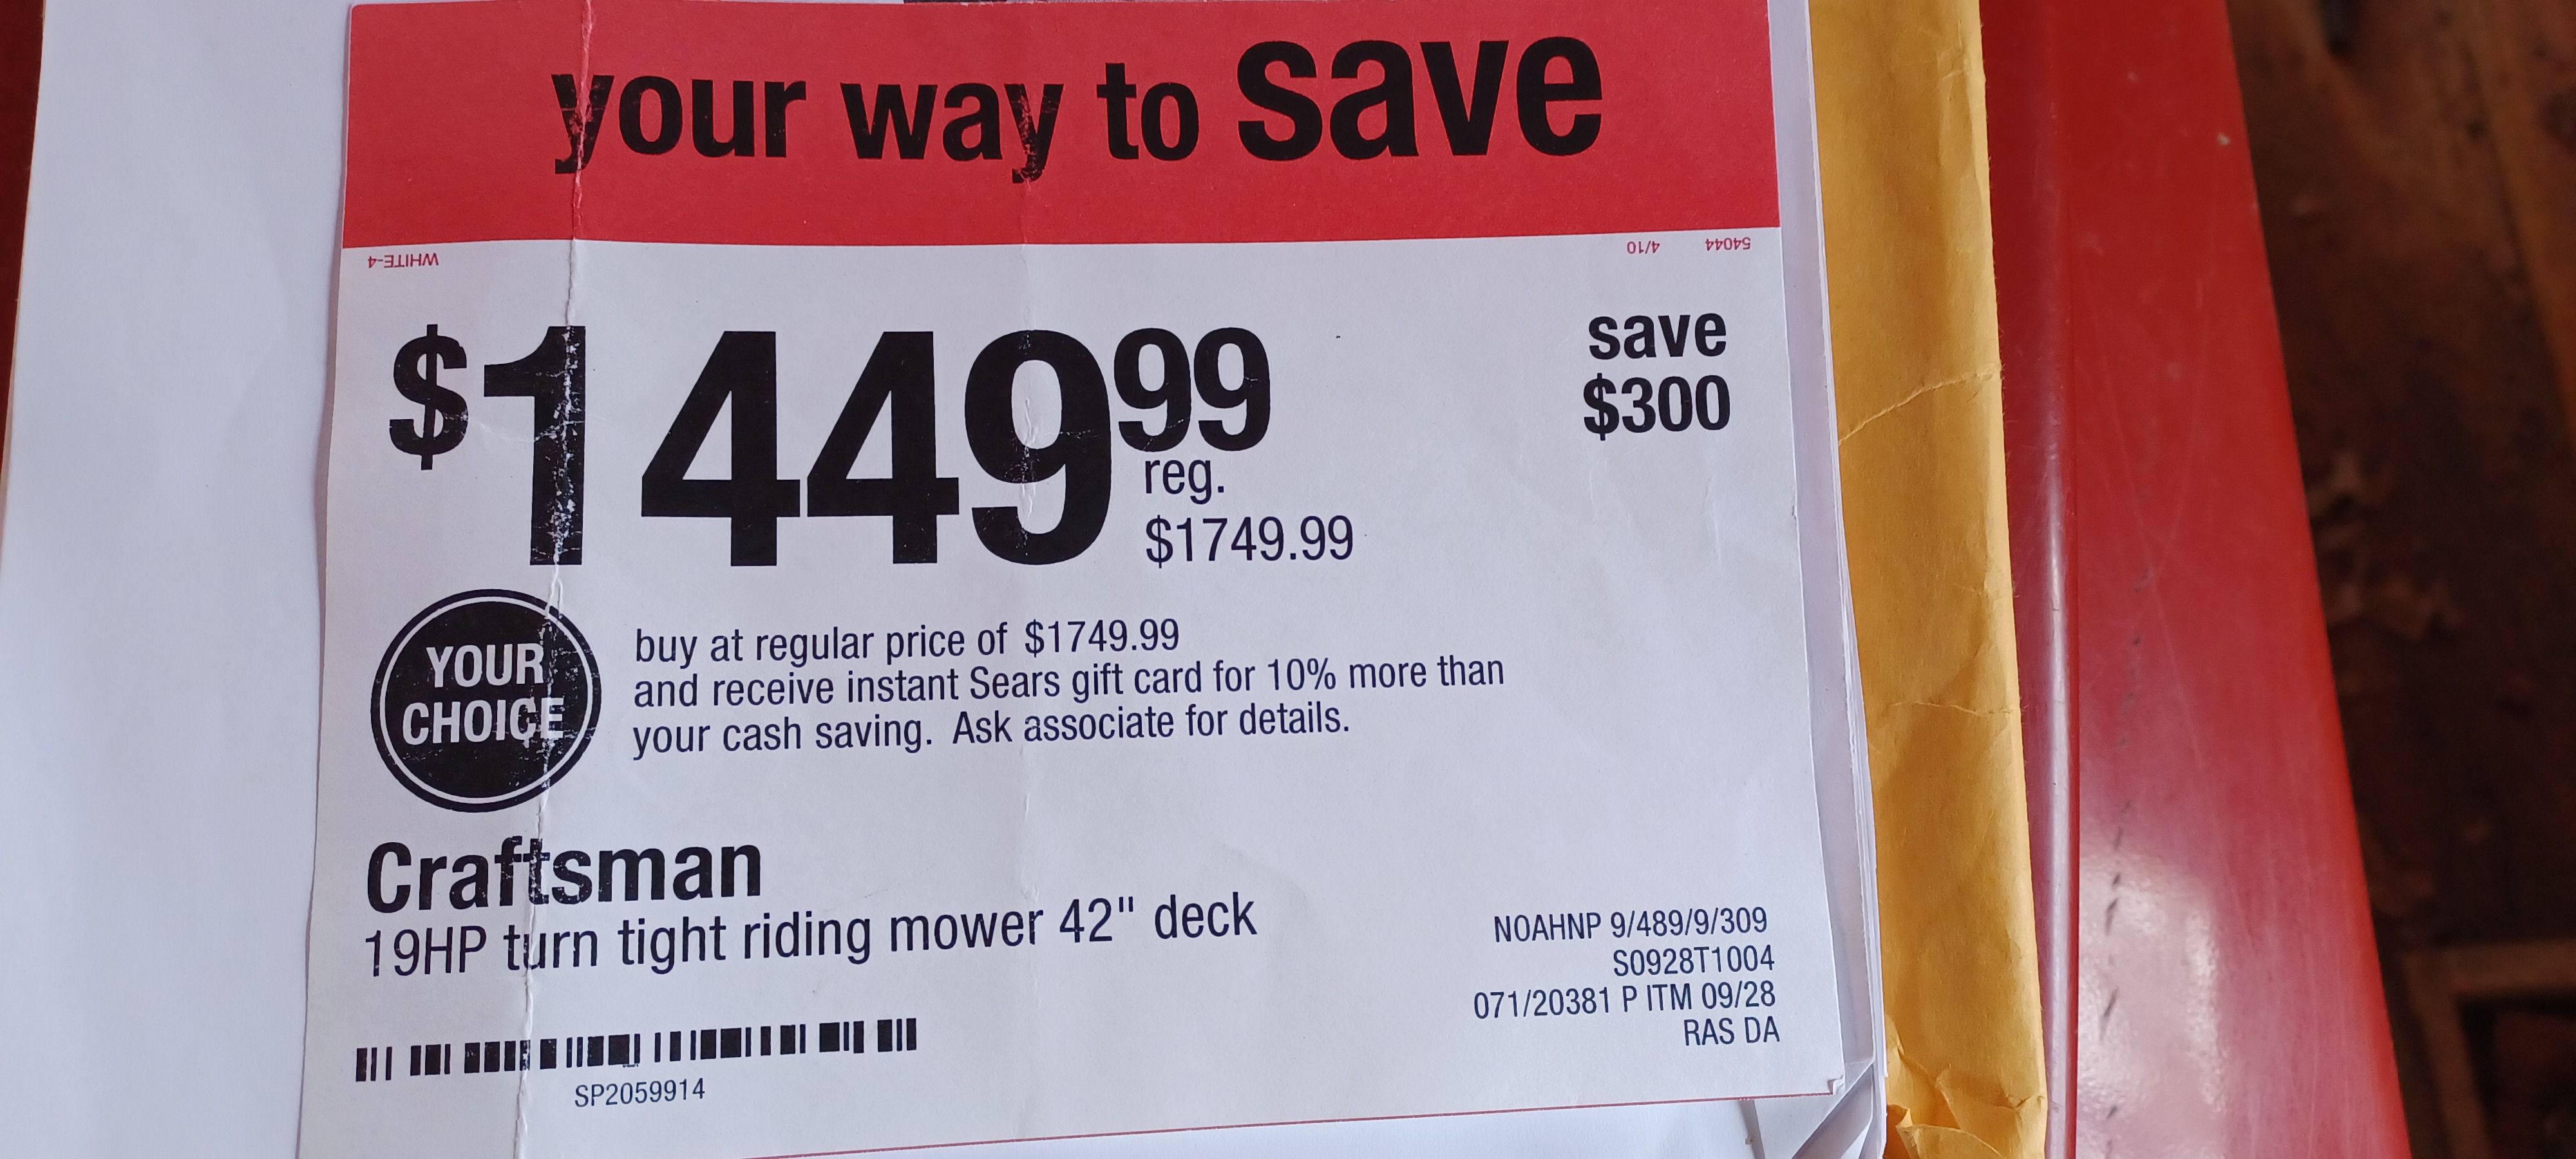 your way to save
WHITE-4
4/10 54044
$1449 99
reg.
$1749.99
save
$300
YOUR
CHOICE
buy at regular price of $1749.99
and receive instant Sears gift card for 10% more than
your cash saving. Ask associate for details.
Craftsman
19HP turn tight riding mower 42" deck
NOAHNP 9/489/9/309
S0928T1004
071/20381 P ITM 09/28
RAS DA
SP2059914